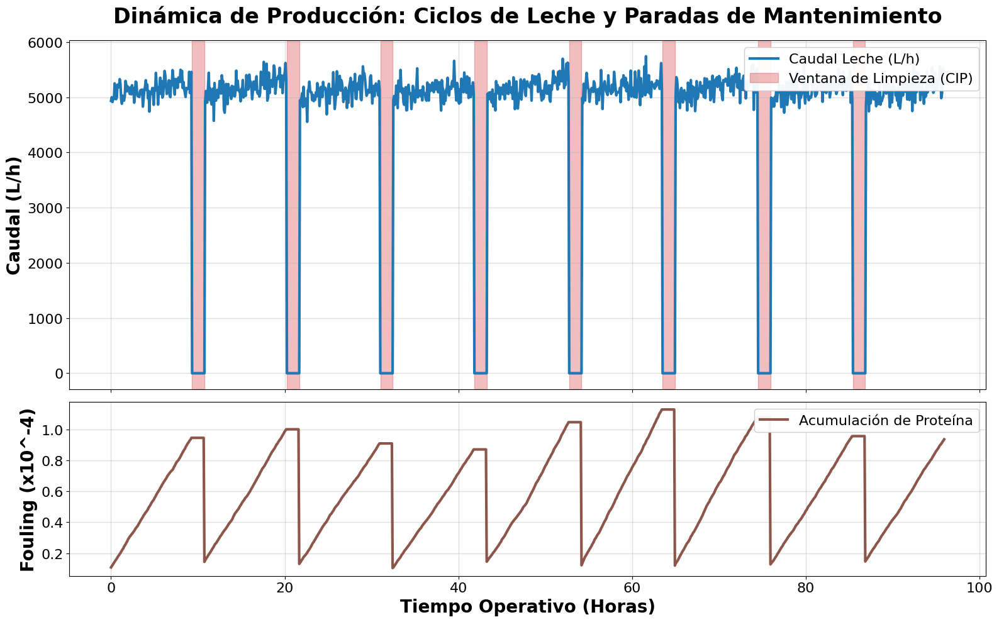 Dinámica de Producción: Ciclos de Leche y Paradas de Mantenimiento
Caudal (L/h)
6000
5000
4000
3000
2000
1000
0
Caudal Leche (L/h)
Ventana de Limpieza (CIP)
Fouling (x10^-4)
1.0
0.8
0.6
0.4
0.2
Acumulación de Proteína
0
20
40
60
80
100
Tiempo Operativo (Horas)